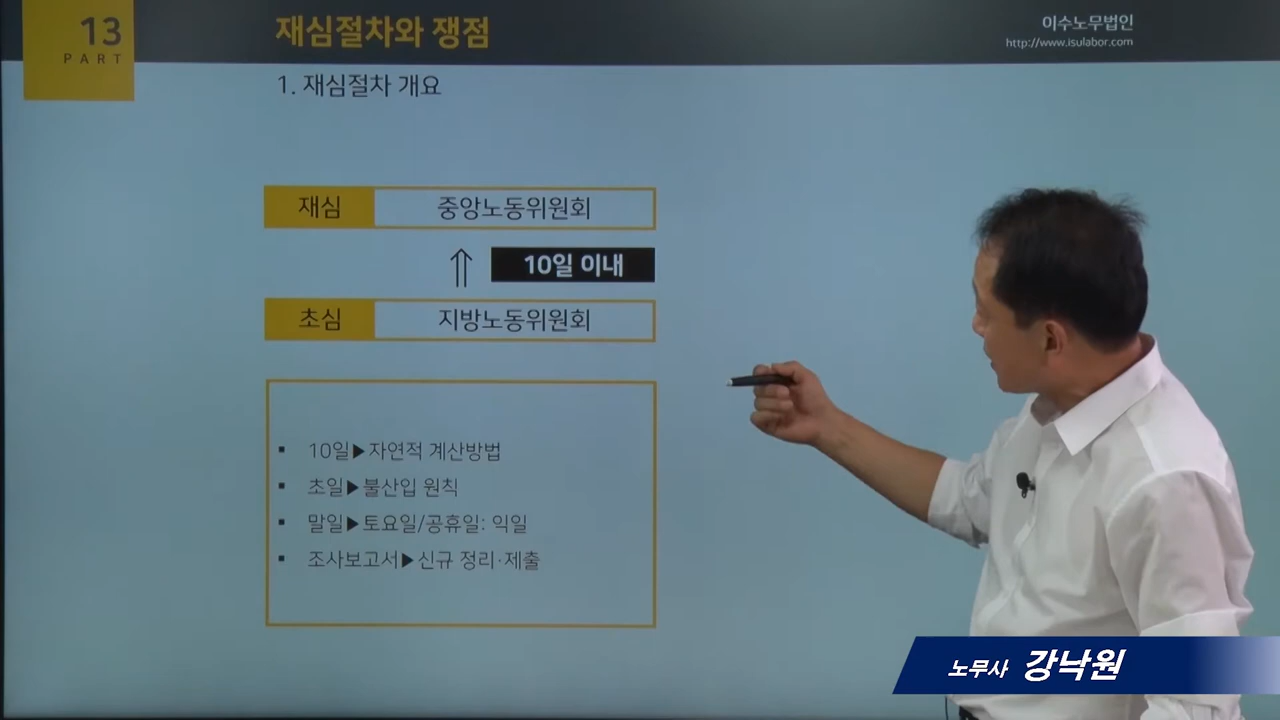 13
PART
재심절차와 쟁점
이수노무법인
http://www.isulabor.com
1. 재심절차 개요
재심 중앙노동위원회
10일 이내
초심 지방노동위원회
▪ 10일▶자연적 계산방법
▪ 초일▶불산입 원칙
▪ 말일▶토요일/공휴일: 익일
▪ 조사보고서▶신규 정리·제출
노무사 강낙원